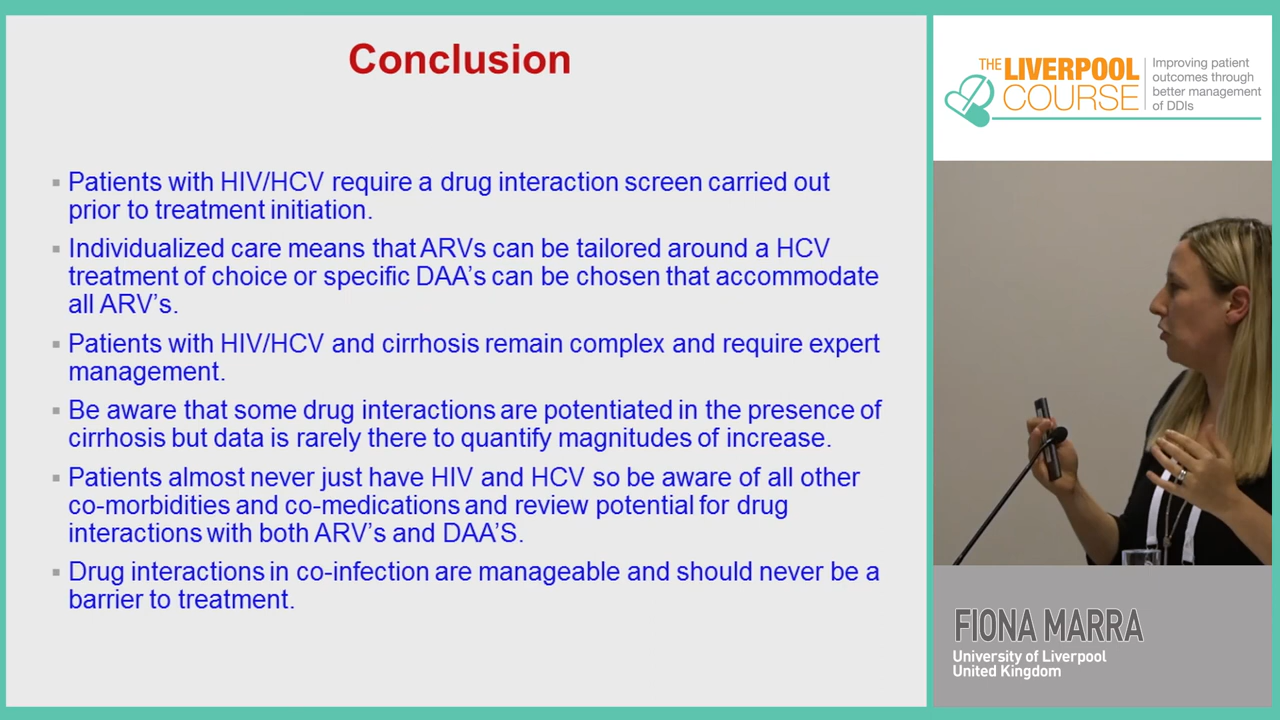 Conclusion
▪ Patients with HIV/HCV require a drug interaction screen carried out
prior to treatment initiation.
▪ Individualized care means that ARVs can be tailored around a HCV
treatment of choice or specific DAA's can be chosen that accommodate
all ARV's.
▪ Patients with HIV/HCV and cirrhosis remain complex and require expert
management.
▪ Be aware that some drug interactions are potentiated in the presence of
cirrhosis but data is rarely there to quantify magnitudes of increase.
▪ Patients almost never just have HIV and HCV so be aware of all other
co-morbidities and co-medications and review potential for drug
interactions with both ARV's and DAA'S.
▪ Drug interactions in co-infection are manageable and should never be a
barrier to treatment.
THE LIVERPOOL
COURSE
Improving patient
outcomes through
better management
of DDIs
FIONA MARRA
University of Liverpool
United Kingdom